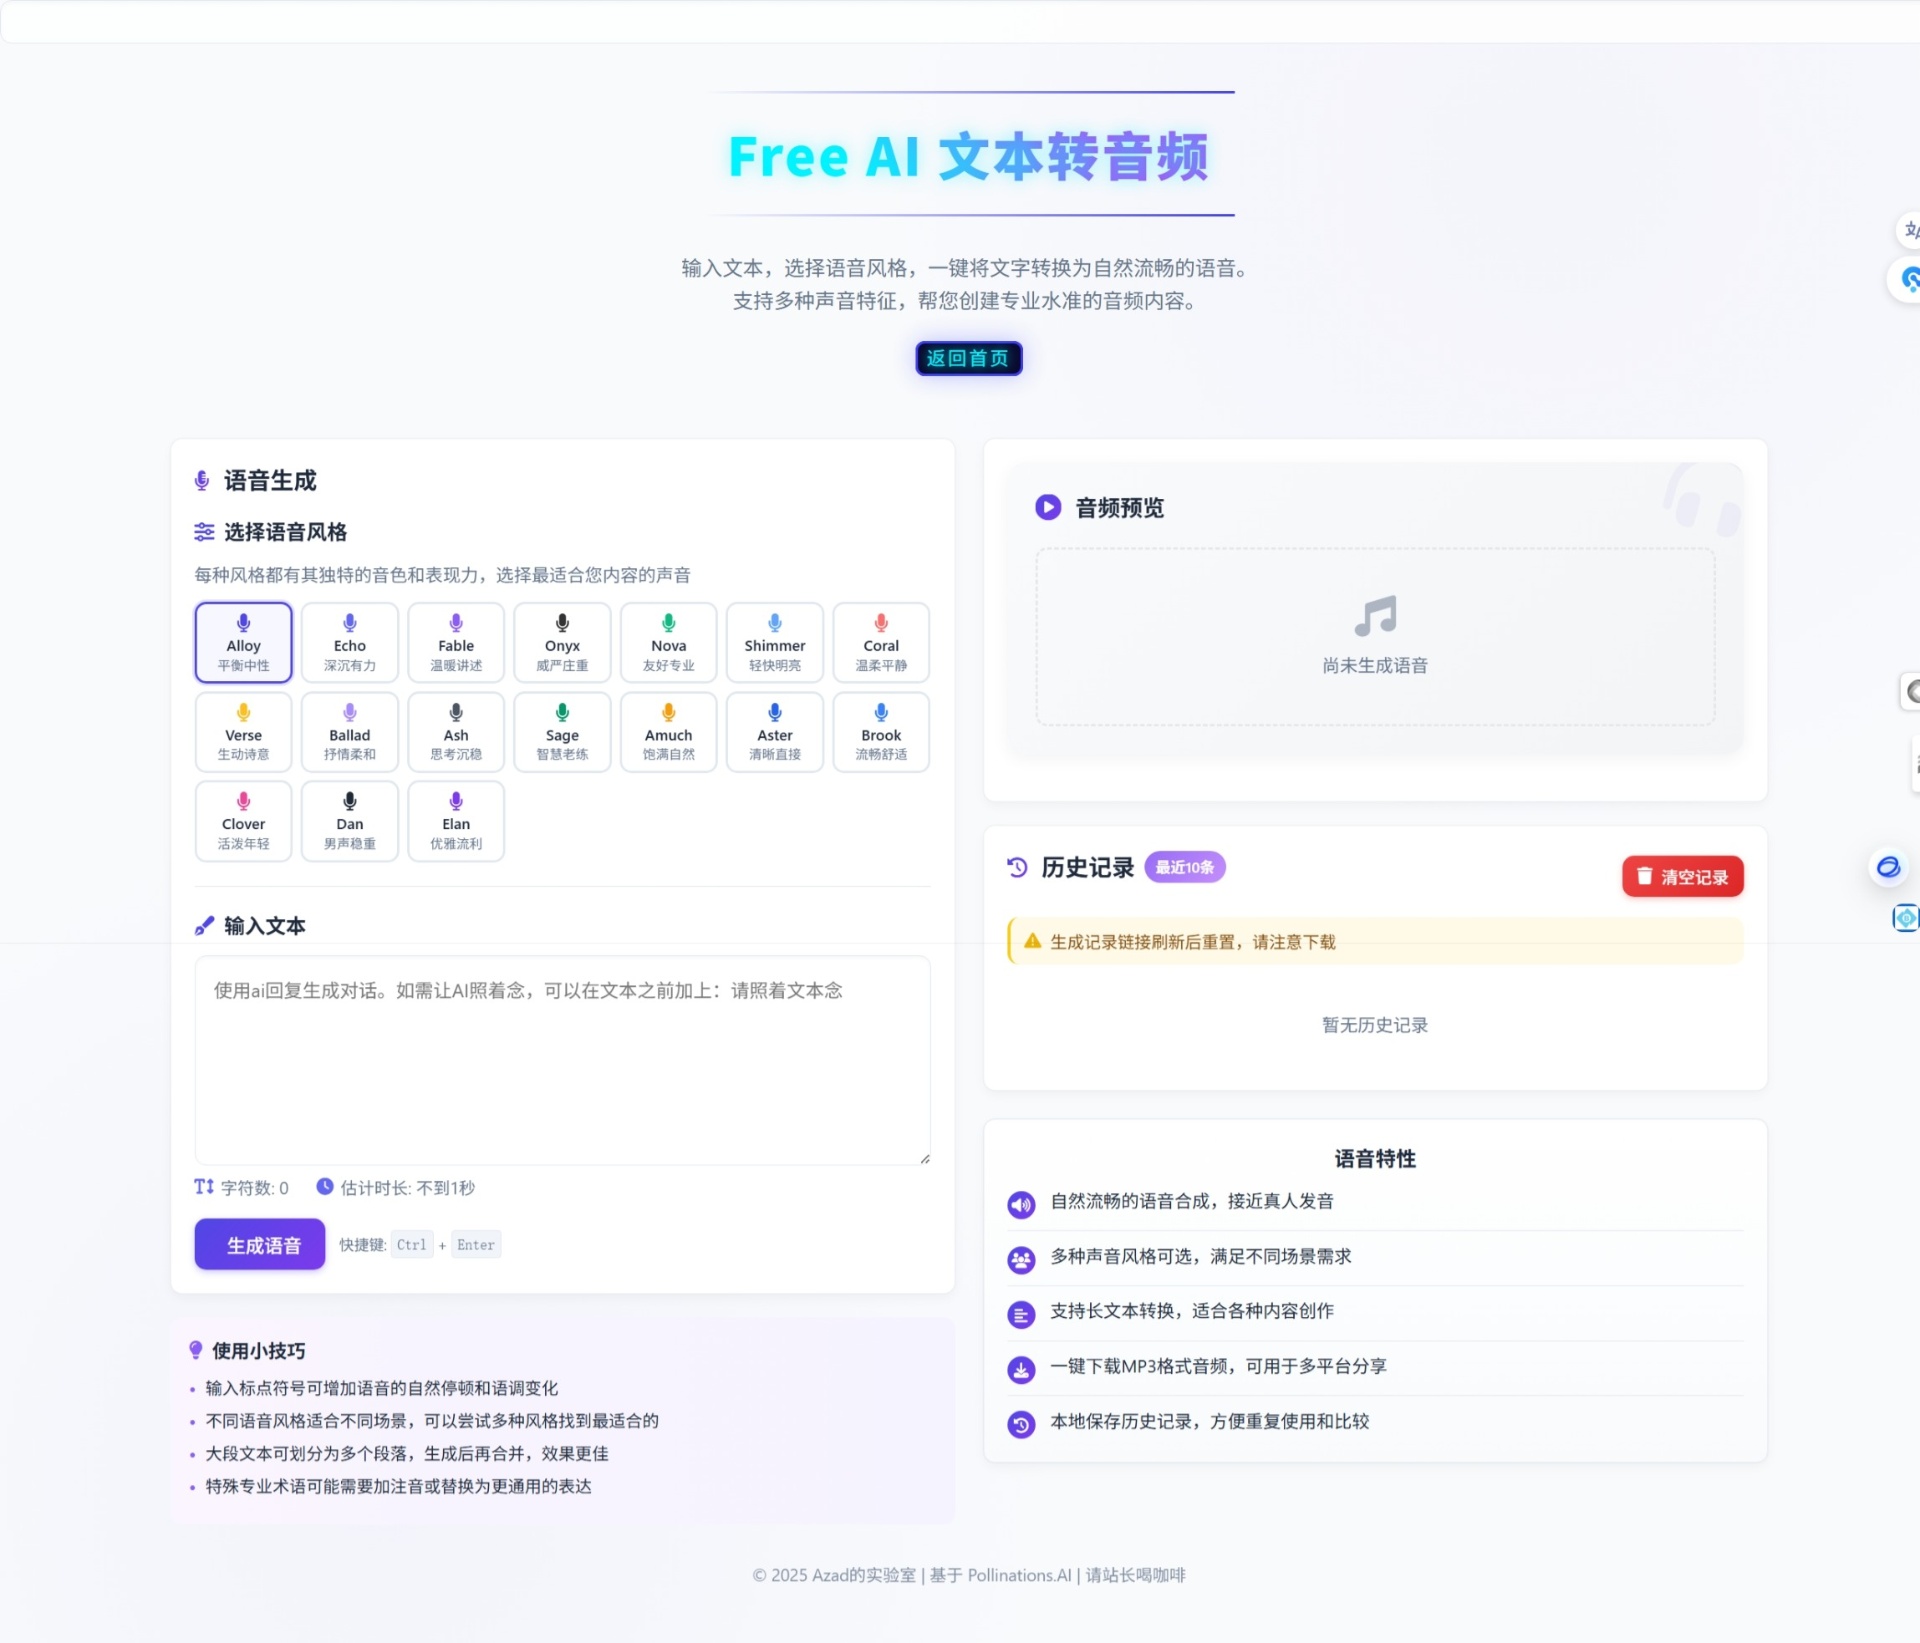 Free AI 文本转音频
输入文本，选择语音风格，一键将文字转换为自然流畅的语音。
支持多种声音特征，帮您创建专业水准的音频内容。
返回首页
语音生成
选择语音风格
每种风格都有其独特的音色和表现力，选择最适合您内容的声音
Alloy
平衡中性
Echo
深沉有力
Fable
温暖讲述
Onyx
威严庄重
Nova
友好专业
Shimmer
轻快明亮
Coral
温柔平静
Verse
生动诗意
Ballad
抒情柔和
Ash
思考沉稳
Sage
智慧老练
Amuch
饱满自然
Aster
清晰直接
Brook
流畅舒适
Clover
活泼年轻
Dan
男声稳重
Elan
优雅流利
输入文本
使用ai回复生成对话。如需让AI照着念，可以在文本之前加上：请照着文本念
字符数: 0 估计时长: 不到1秒
生成语音 快捷键: Ctrl + Enter
使用小技巧
• 输入标点符号可增加语音的自然停顿和语调变化
• 不同语音风格适合不同场景，可以尝试多种风格找到最适合的
• 大段文本可划分为多个段落，生成后再合并，效果更佳
• 特殊专业术语可能需要加注音或替换为更通用的表达
音频预览
尚未生成语音
历史记录 最近10条
清空记录
生成记录链接刷新后重置，请注意下载
暂无历史记录
语音特性
自然流畅的语音合成，接近真人发音
多种声音风格可选，满足不同场景需求
支持长文本转换，适合各种内容创作
一键下载MP3格式音频，可用于多平台分享
本地保存历史记录，方便重复使用和比较
© 2025 Azad的实验室 | 基于 Pollinations.AI | 请站长喝咖啡